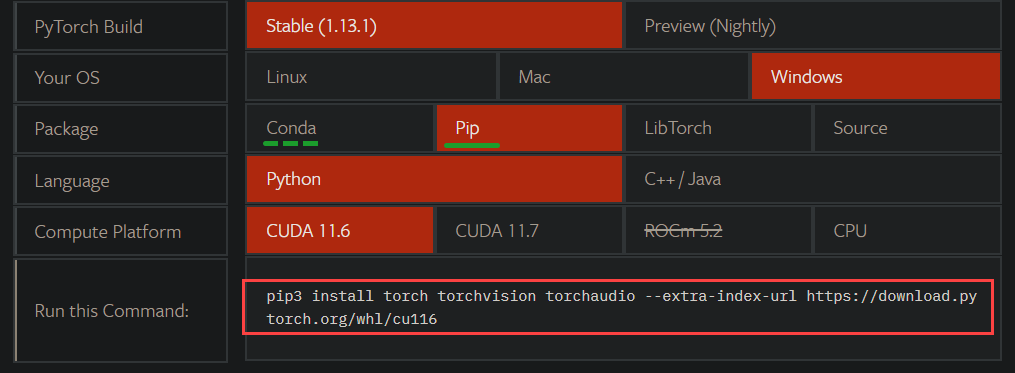 PyTorch Build Stable (1.13.1) Preview (Nightly)
Your OS Linux Mac Windows
Package Conda Pip LibTorch Source
Language Python C++ / Java
Compute Platform CUDA 11.6 CUDA 11.7 ROCm 5.2 CPU
Run this Command: pip3 install torch torchvision torchaudio --extra-index-url https://download.py
torch.org/whl/cu116